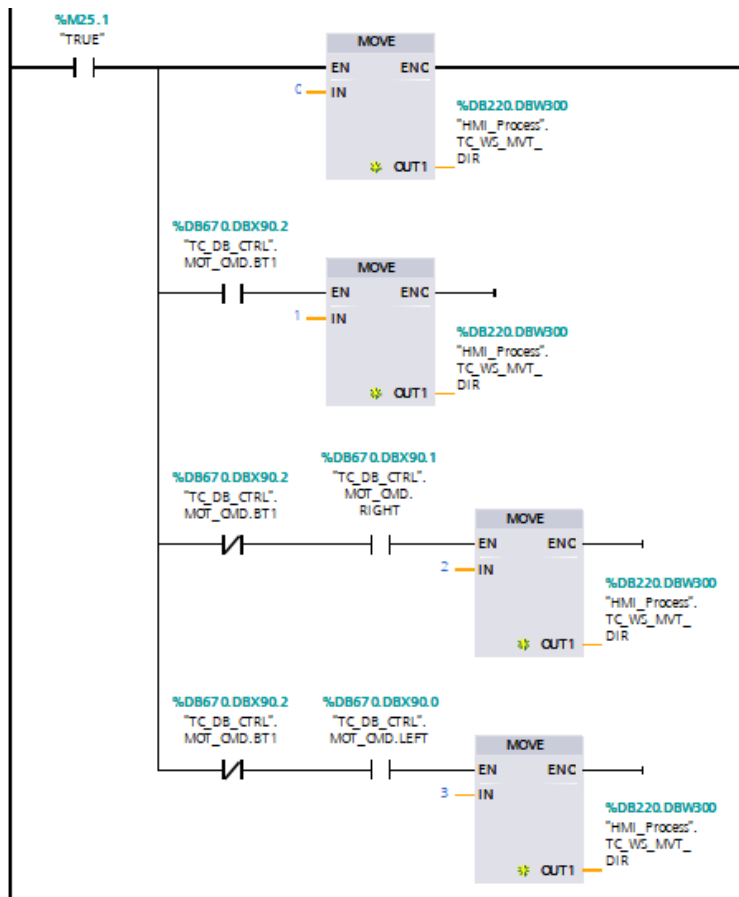 %M25.1
"TRUE"
MOVE
EN ENO
0 IN
%DB220.DBW300
"HMI_Process".
TC_WS_MVT_
DIR
OUT1
%DB670.DBX90.2
"TC_DB_CTRL".
MOT_CMD.BT1
MOVE
EN ENO
1 IN
%DB220.DBW300
"HMI_Process".
TC_WS_MVT_
DIR
OUT1
%DB670.DBX90.2
"TC_DB_CTRL".
MOT_CMD.BT1
%DB670.DBX90.1
"TC_DB_CTRL".
MOT_CMD.
RIGHT
MOVE
EN ENO
2 IN
%DB220.DBW300
"HMI_Process".
TC_WS_MVT_
DIR
OUT1
%DB670.DBX90.2
"TC_DB_CTRL".
MOT_CMD.BT1
%DB670.DBX90.0
"TC_DB_CTRL".
MOT_CMD.LEFT
MOVE
EN ENO
3 IN
%DB220.DBW300
"HMI_Process".
TC_WS_MVT_
DIR
OUT1